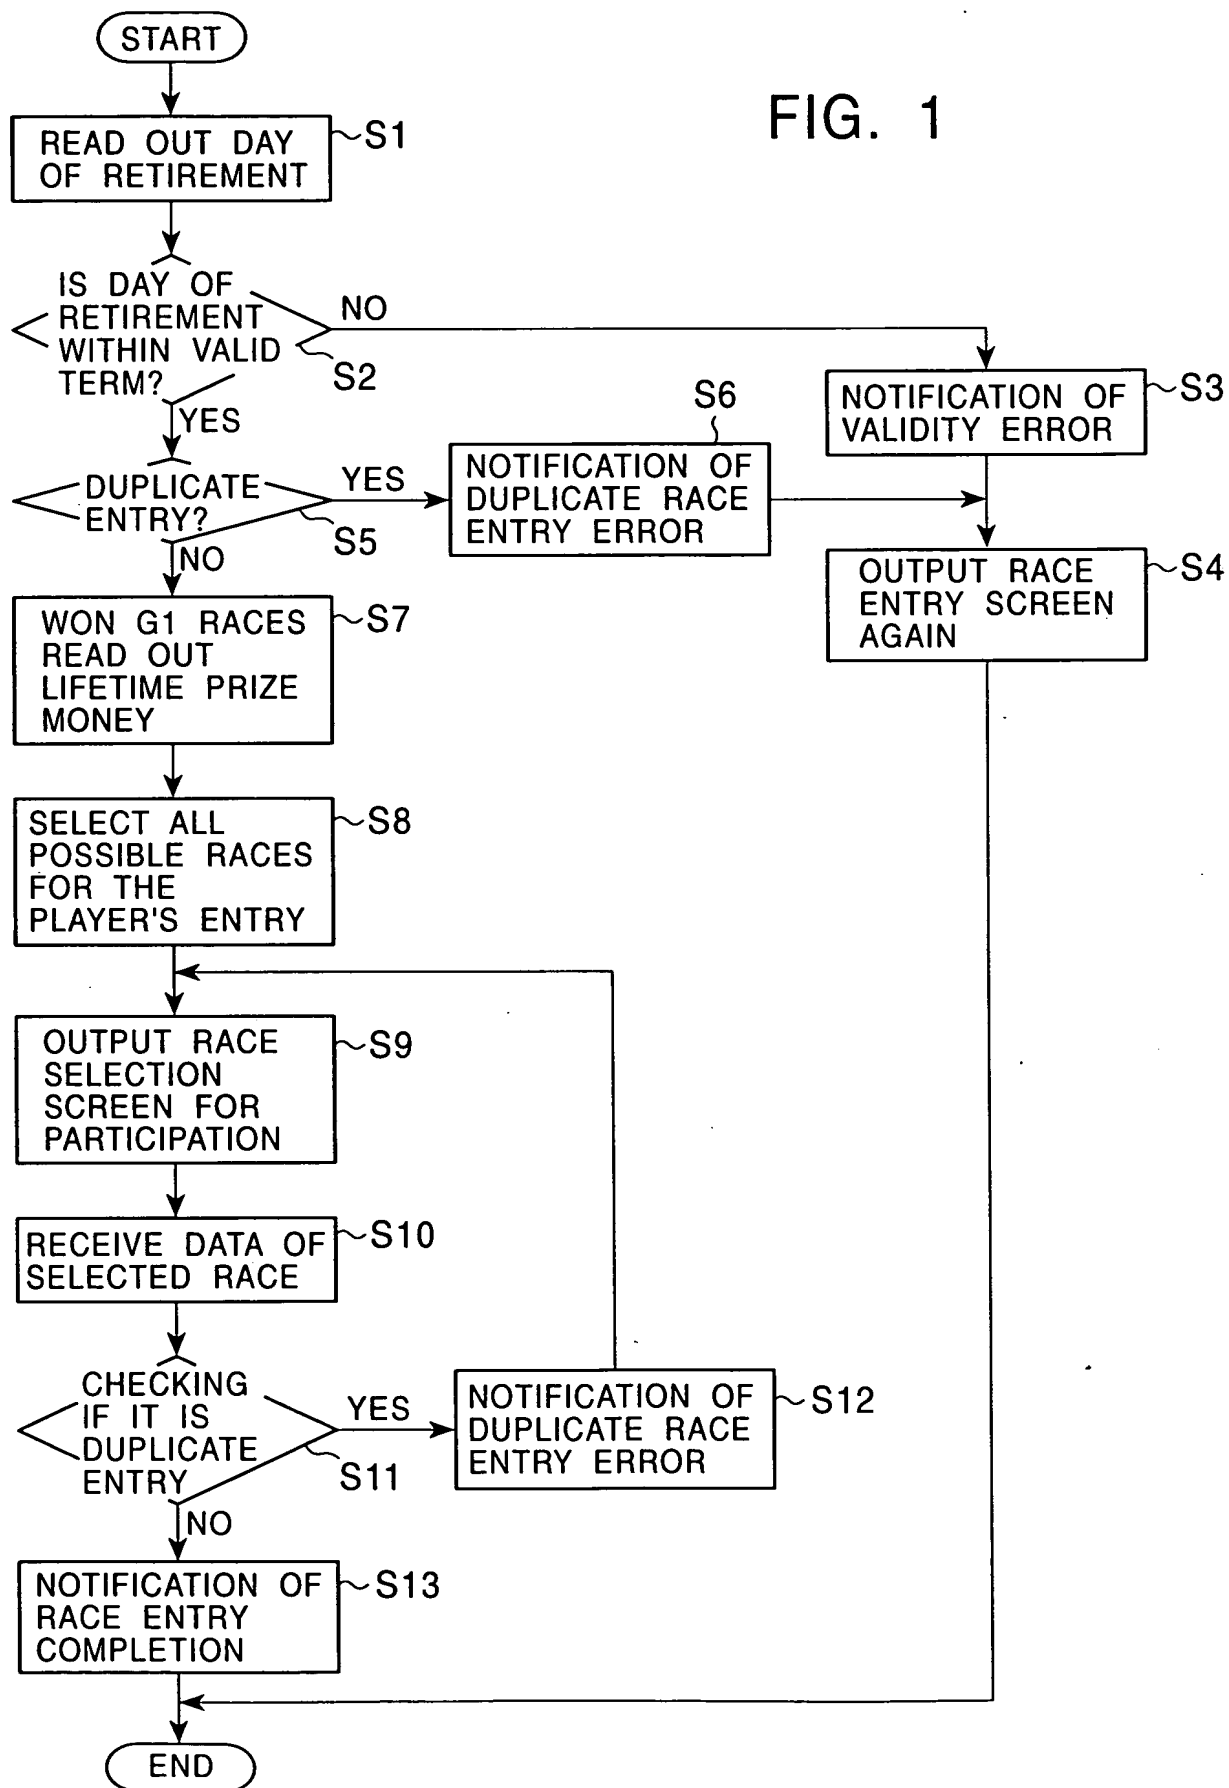 START
FIG. 1
READ OUT DAY
OF RETIREMENT
S1
IS DAY OF
RETIREMENT
WITHIN VALID
TERM?
S2
NO
YES
NOTIFICATION OF
VALIDITY ERROR
S3
DUPLICATE
ENTRY?
S5
YES
NO
S6
NOTIFICATION OF
DUPLICATE RACE
ENTRY ERROR
OUTPUT RACE
ENTRY SCREEN
AGAIN
S4
WON G1 RACES
READ OUT
LIFETIME PRIZE
MONEY
S7
SELECT ALL
POSSIBLE RACES
FOR THE
PLAYER'S ENTRY
S8
OUTPUT RACE
SELECTION
SCREEN FOR
PARTICIPATION
S9
RECEIVE DATA OF
SELECTED RACE
S10
CHECKING
IF IT IS
DUPLICATE
ENTRY
S11
YES
NO
NOTIFICATION OF
DUPLICATE RACE
ENTRY ERROR
S12
NOTIFICATION OF
RACE ENTRY
COMPLETION
S13
END